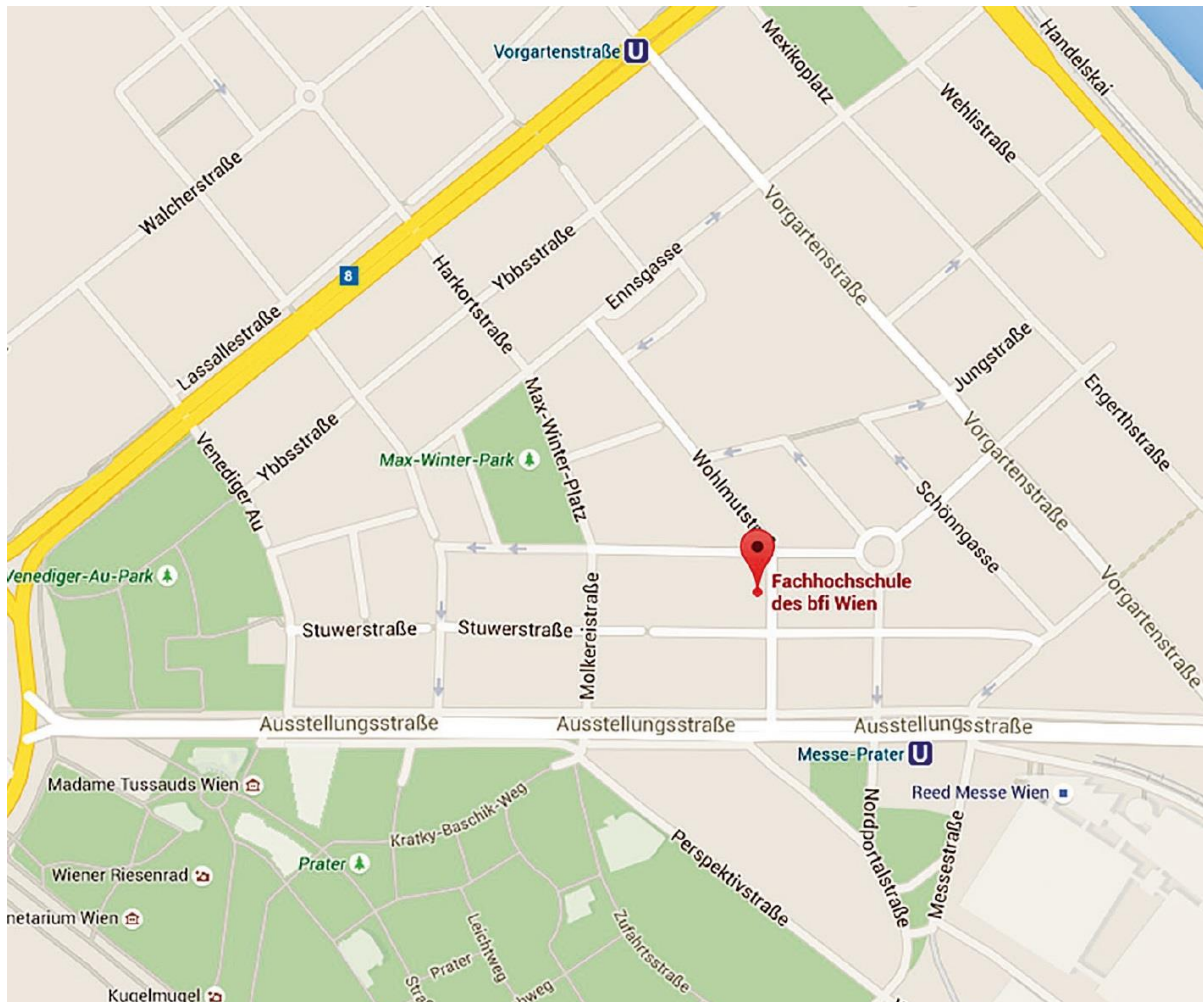 Vorgartenstraße U
Mexikoplatz
Handelskai
Wehlistraße
Walcherstraße
Vorgartenstraße
8
Harkortstraße
Ybbsstraße
Ennsgasse
Lassallestraße
Jungstraße
Engerthstraße
Max-Winter-Platz
Venediger Au
Ybbsstraße
Max-Winter-Park
Vorgartenstraße
Schönngasse
Venediger-Au-Park
Fachhochschule
des bfi Wien
Vorgartenstraße
Stuwerstraße
Stuwerstraße
Molkereistraße
Ausstellungsstraße
Ausstellungsstraße
Ausstellungsstraße
Messe-Prater U
Madame Tussauds Wien
Reed Messe Wien
Kratky-Baschik-Weg
Nordportalstraße
Messestraße
Perspektivstraße
Prater
Wiener Riesenrad
Leichtweg
Zufahrtsstraße
Prater
Kugelmugel